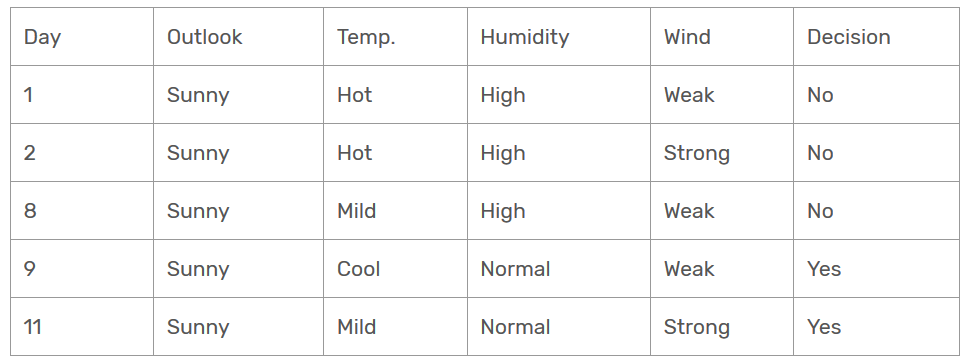 Day Outlook Temp. Humidity Wind Decision
1 Sunny Hot High Weak No
2 Sunny Hot High Strong No
8 Sunny Mild High Weak No
9 Sunny Cool Normal Weak Yes
11 Sunny Mild Normal Strong Yes